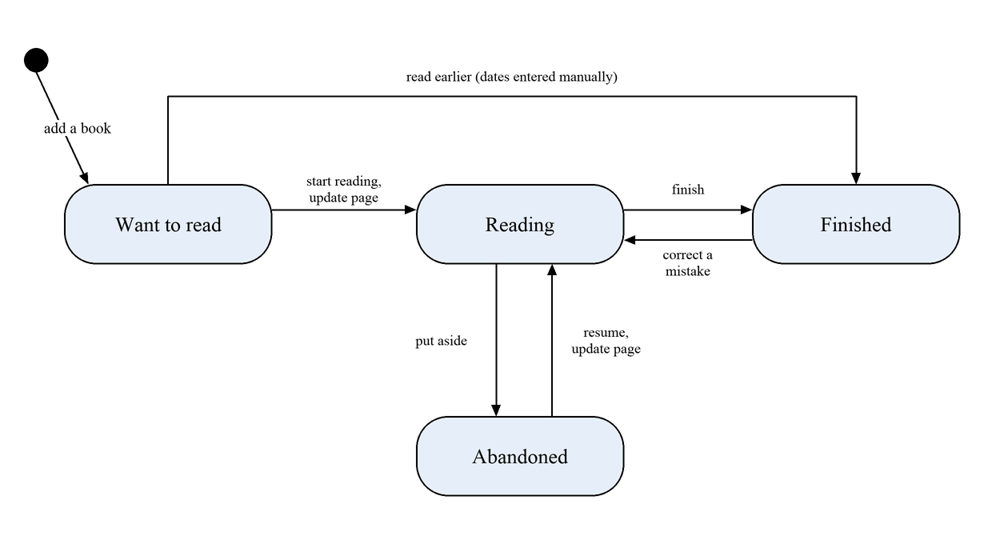 read earlier (dates entered manually)
add a book
start reading,
update page
finish
Want to read
Reading
Finished
correct a
mistake
put aside
resume,
update page
Abandoned